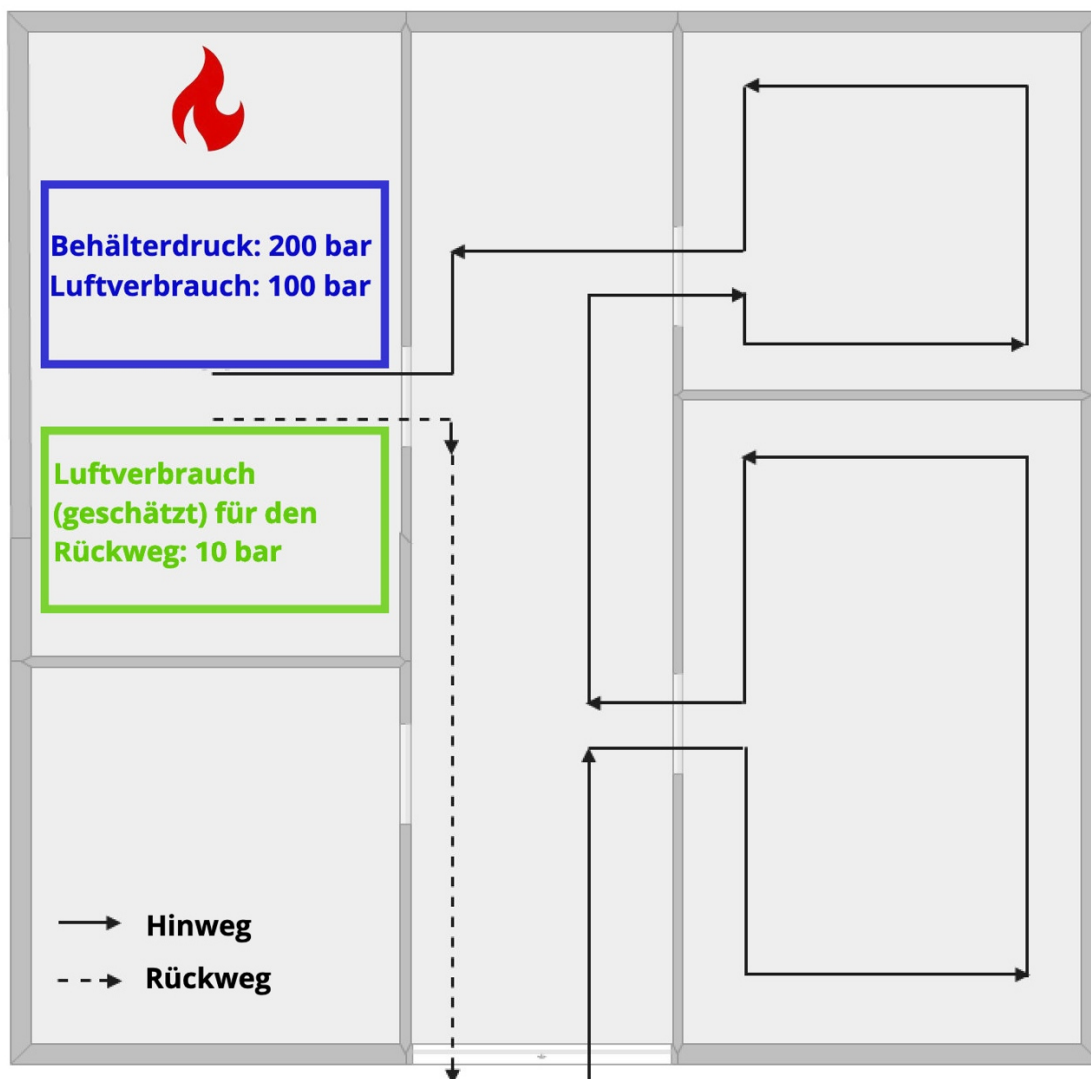 Behälterdruck: 200 bar
Luftverbrauch: 100 bar
Luftverbrauch
(geschätzt) für den
Rückweg: 10 bar
Hinweg
Rückweg